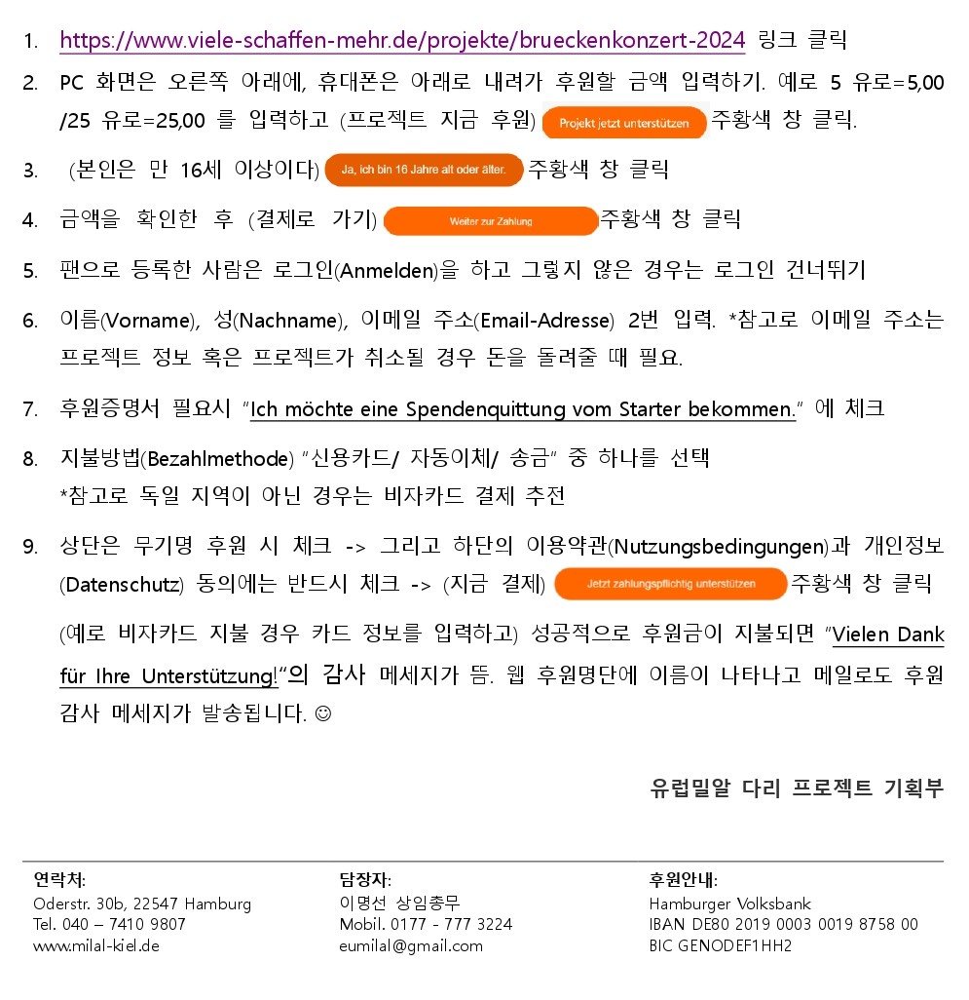 1. https://www.viele-schaffen-mehr.de/projekte/brueckenkonzert-2024 링크 클릭
2. PC 화면은 오른쪽 아래에, 휴대폰은 아래로 내려가 후원할 금액 입력하기. 예로 5 유로=5,00
/25 유로=25,00 를 입력하고 (프로젝트 지금 후원) Projekt jetzt unterstützen 주황색 창 클릭.
3. (본인은 만 16세 이상이다) Ja, ich bin 16 Jahre alt oder älter. 주황색 창 클릭
4. 금액을 확인한 후 (결제로 가기) Weiter zur Zahlung 주황색 창 클릭
5. 팬으로 등록한 사람은 로그인(Anmelden)을 하고 그렇지 않은 경우는 로그인 건너뛰기
6. 이름(Vorname), 성(Nachname), 이메일 주소(Email-Adresse) 2번 입력. *참고로 이메일 주소는
프로젝트 정보 혹은 프로젝트가 취소될 경우 돈을 돌려줄 때 필요.
7. 후원증명서 필요시 "Ich möchte eine Spendenquittung vom Starter bekommen." 에 체크
8. 지불방법(Bezahlmethode) "신용카드/ 자동이체/ 송금" 중 하나를 선택
*참고로 독일 지역이 아닌 경우는 비자카드 결제 추전
9. 상단은 무기명 후원 시 체크 -> 그리고 하단의 이용약관(Nutzungsbedingungen)과 개인정보
(Datenschutz) 동의에는 반드시 체크 -> (지금 결제) Jetzt zahlungspflichtig unterstützen 주황색 창 클릭
(예로 비자카드 지불 경우 카드 정보를 입력하고) 성공적으로 후원금이 지불되면 "Vielen Dank
für Ihre Unterstützung!“의 감사 메세지가 뜸. 웹 후원명단에 이름이 나타나고 메일로도 후원
감사 메세지가 발송됩니다. ☺
유럽밀알 다리 프로젝트 기획부
연락처:
Oderstr. 30b, 22547 Hamburg
Tel. 040 – 7410 9807
www.milal-kiel.de
담장자:
이명선 상임총무
Mobil. 0177 - 777 3224
eumilal@gmail.com
후원안내:
Hamburger Volksbank
IBAN DE80 2019 0003 0019 8758 00
BIC GENODEF1HH2